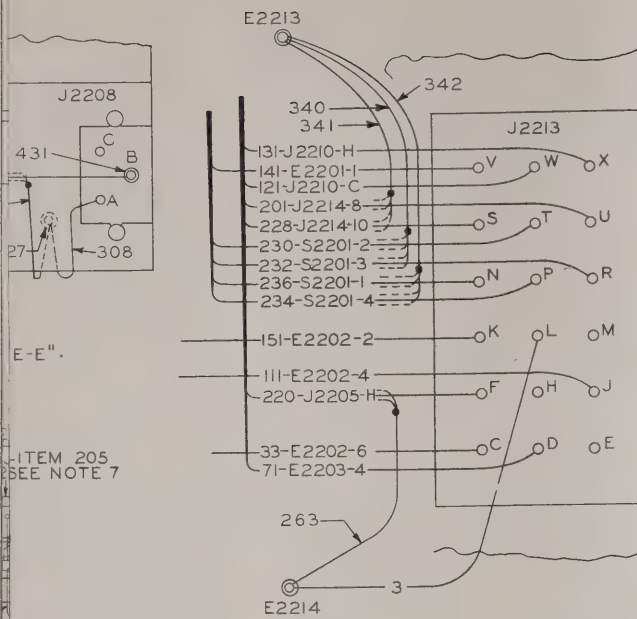 E2213
J2208
C
431
B
A
27
308
E-E".
-ITEM 205
SEE NOTE 7
342
340
341
J2213
131-J2210-H
X
141-E2201-1
V
W
121-J2210-C
201-J2214-8
U
228-J2214-10
S
T
230-S2201-2
232-S2201-3
R
236-S2201-1
N
P
234-S2201-4
151-E2202-2
K
L
M
111-E2202-4
J
220-J2205-H
F
H
33-E2202-6
C
D
E
71-E2203-4
263
3
E2214